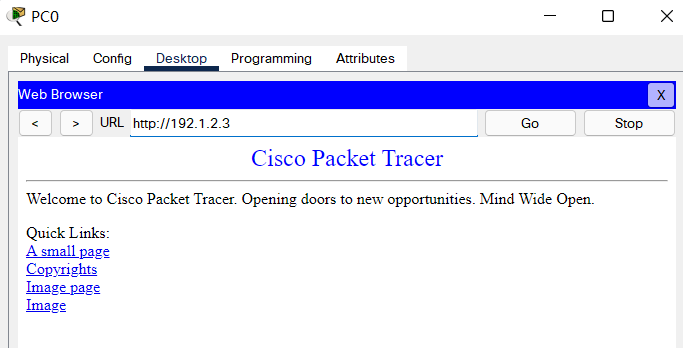 PC0
Physical Config Desktop Programming Attributes
Web Browser X
< > URL http://192.1.2.3 Go Stop
Cisco Packet Tracer
Welcome to Cisco Packet Tracer. Opening doors to new opportunities. Mind Wide Open.
Quick Links:
A small page
Copyrights
Image page
Image